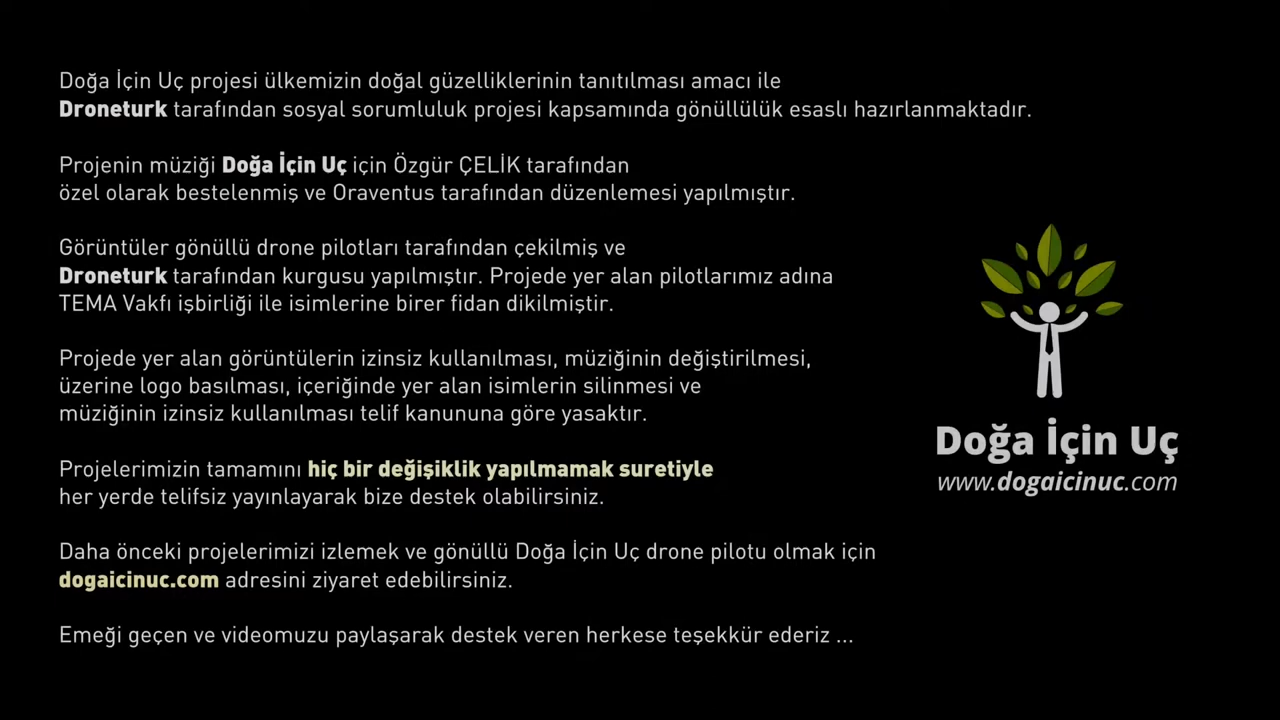 Doğa İçin Uç projesi ülkemizin doğal güzelliklerinin tanıtılması amacı ile
Droneturk tarafından sosyal sorumluluk projesi kapsamında gönüllülük esaslı hazırlanmaktadır.
Projenin müziği Doğa İçin Uç için Özgür ÇELİK tarafından
özel olarak bestelenmiş ve Oraventus tarafından düzenlemesi yapılmıştır.
Görüntüler gönüllü drone pilotları tarafından çekilmiş ve
Droneturk tarafından kurgusu yapılmıştır. Projede yer alan pilotlarımız adına
TEMA Vakfı işbirliği ile isimlerine birer fidan dikilmiştir.
Projede yer alan görüntülerin izinsiz kullanılması, müziğinin değiştirilmesi,
üzerine logo basılması, içeriğinde yer alan isimlerin silinmesi ve
müziğinin izinsiz kullanılması telif kanununa göre yasaktır.
Projelerimizin tamamını hiç bir değişiklik yapılmamak suretiyle
her yerde telifsiz yayınlayarak bize destek olabilirsiniz.
Daha önceki projelerimizi izlemek ve gönüllü Doğa İçin Uç drone pilotu olmak için
dogaicinuc.com adresini ziyaret edebilirsiniz.
Emeği geçen ve videomuzu paylaşarak destek veren herkese teşekkür ederiz ...
Doğa İçin Uç
www.dogaicinuc.com